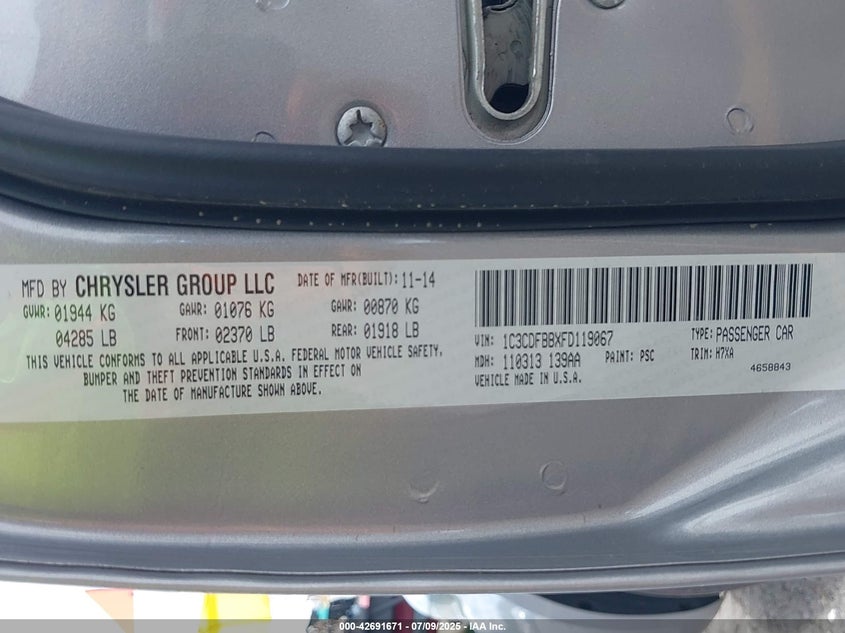 MFD BY CHRYSLER GROUP LLC DATE OF MFR(BUILT): 11-14
GVWR: 01944 KG GAWR: 01076 KG GAWR: 00870 KG
04285 LB FRONT: 02370 LB REAR: 01918 LB
THIS VEHICLE CONFORMS TO ALL APPLICABLE U.S.A. FEDERAL MOTOR VEHICLE SAFETY,
BUMPER AND THEFT PREVENTION STANDARDS IN EFFECT ON
THE DATE OF MANUFACTURE SHOWN ABOVE.
VIN: 1C3CDFBBXFD119067 TYPE: PASSENGER CAR
MDH: 110313 139AA PAINT: PSC TRIM: H7XA
VEHICLE MADE IN U.S.A. 4658843
000-42691671 - 07/09/2025 - IAA Inc.